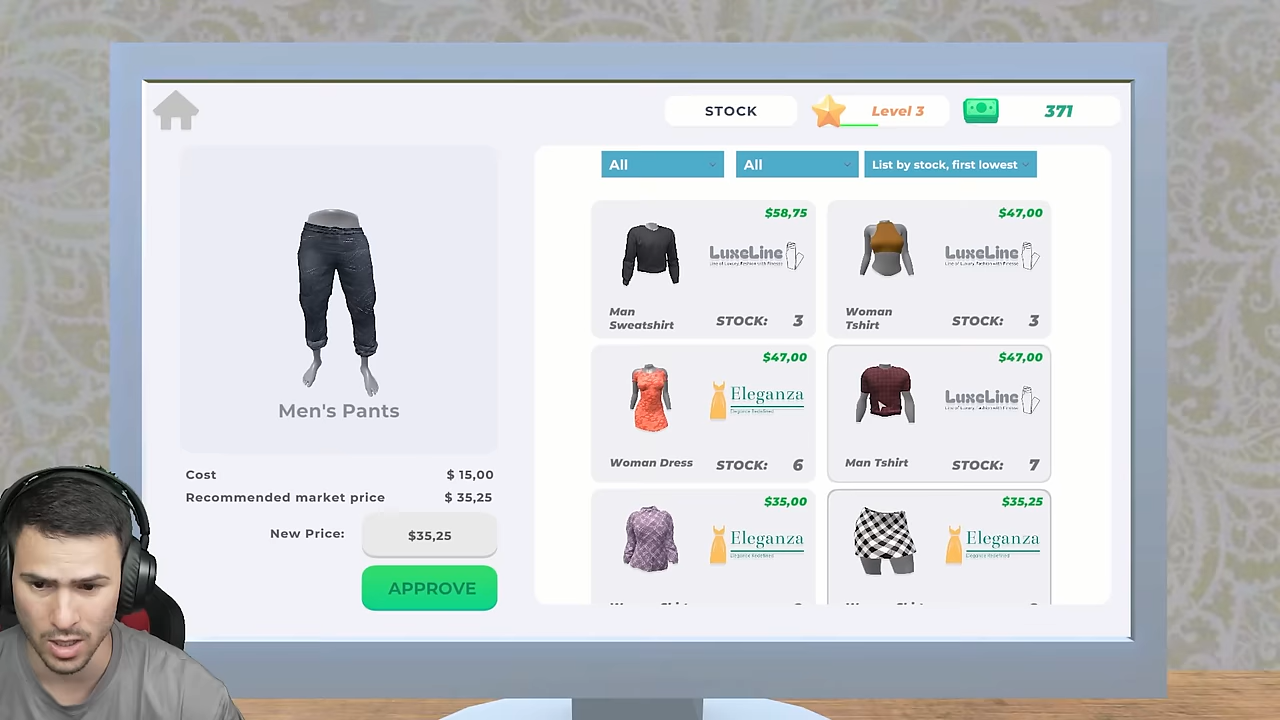 STOCK
Level 3
371
All
All
List by stock, first lowest
$58,75
LuxeLine
Man
Sweatshirt
STOCK: 3
$47,00
LuxeLine
Woman
Tshirt
STOCK: 3
$47,00
Eleganza
Woman Dress
STOCK: 6
$47,00
LuxeLine
Man Tshirt
STOCK: 7
$35,00
Eleganza
$35,25
Eleganza
Men's Pants
Cost
$ 15,00
Recommended market price
$ 35,25
New Price:
$35,25
APPROVE